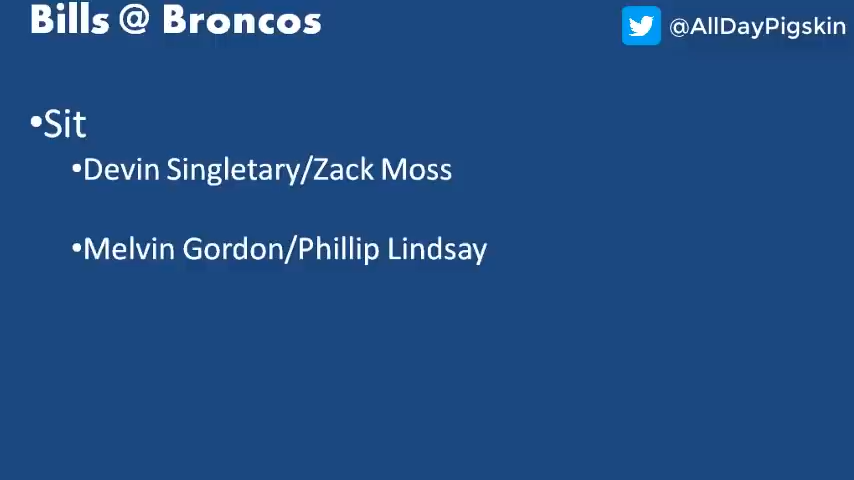 Bills @ Broncos
@AllDayPigskin
•Sit
•Devin Singletary/Zack Moss
•Melvin Gordon/Phillip Lindsay